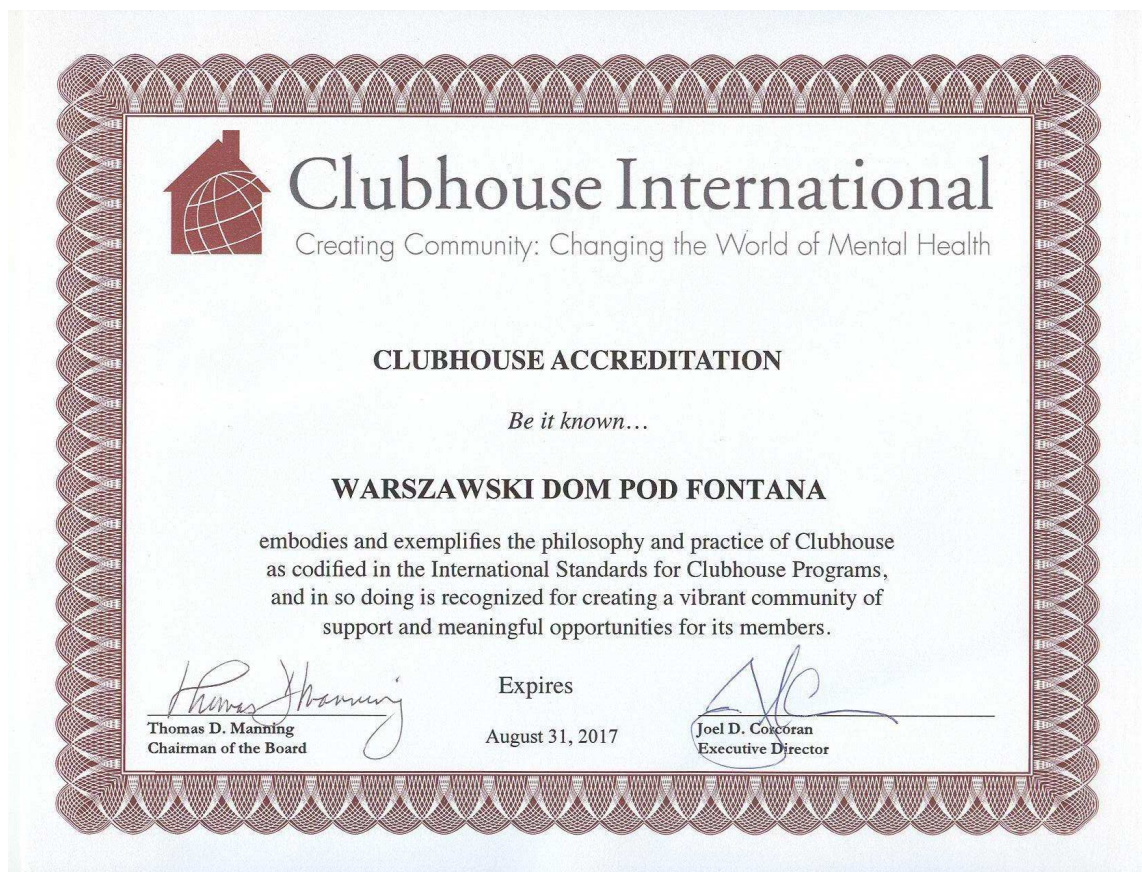 Clubhouse International
Creating Community: Changing the World of Mental Health
CLUBHOUSE ACCREDITATION
Be it known...
WARSZAWSKI DOM POD FONTANA
embodies and exemplifies the philosophy and practice of Clubhouse
as codified in the International Standards for Clubhouse Programs,
and in so doing is recognized for creating a vibrant community of
support and meaningful opportunities for its members.
Thomas D. Manning
Thomas D. Manning
Chairman of the Board
Expires
August 31, 2017
Joel D. Corcoran
Executive Director